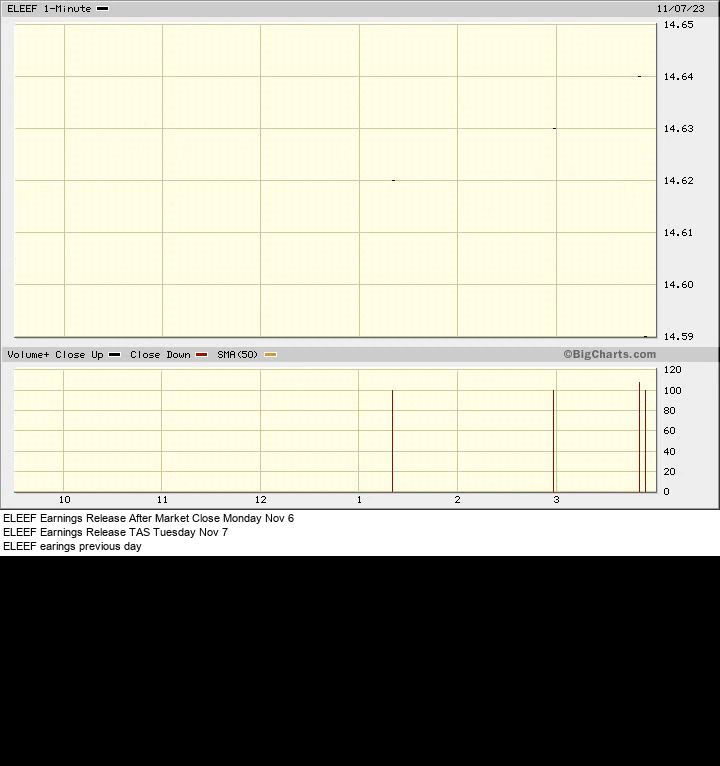 ELEEF 1-Minute 11/07/23
14.65
14.64
14.63
14.62
14.61
14.60
14.59
Volume+ Close Up Close Down SMA(50) ©BigCharts.com
120
100
80
60
40
20
0
10 11 12 1 2 3
ELEEF Earnings Release After Market Close Monday Nov 6
ELEEF Earnings Release TAS Tuesday Nov 7
ELEEF earings previous day